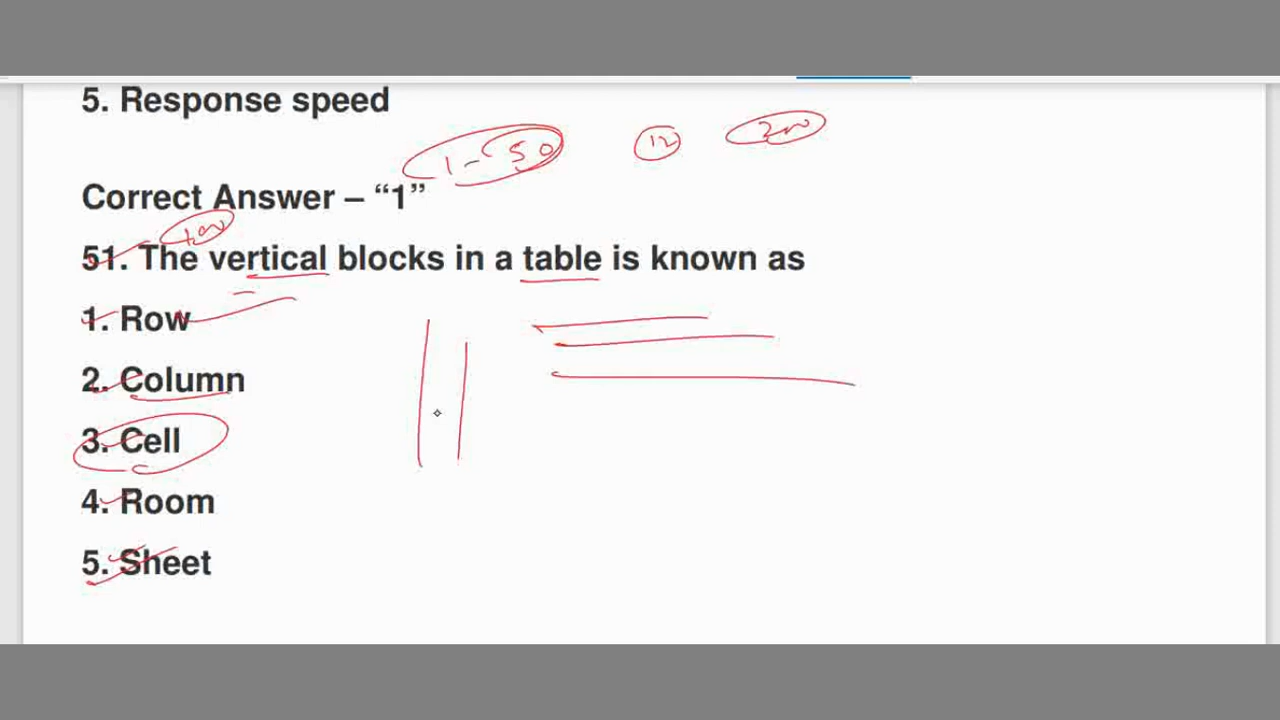 5. Response speed
1-50 12 200
Correct Answer – “1”
51. The vertical blocks in a table is known as
1. Row
2. Column
3. Cell
4. Room
5. Sheet